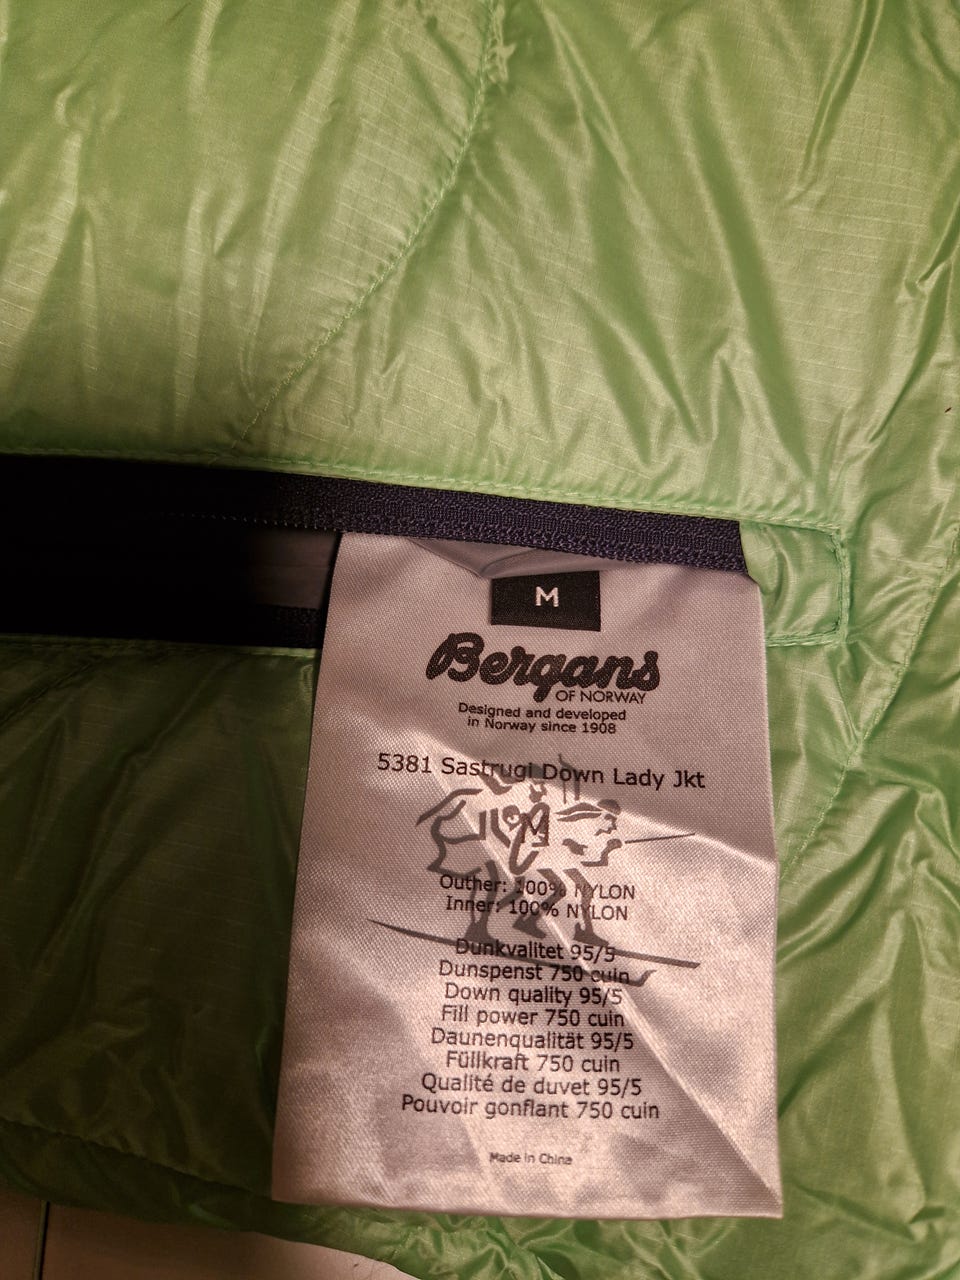 M
Bergans
OF NORWAY
Designed and developed
in Norway since 1908
5381 Sastrugi Down Lady Jkt
M
Outher: 100% NYLON
Inner: 100% NYLON
Dunkvalitet 95/5
Dunspenst 750 cuin
Down quality 95/5
Fill power 750 cuin
Daunenqualität 95/5
Füllkraft 750 cuin
Qualité de duvet 95/5
Pouvoir gonflant 750 cuin
Made in China